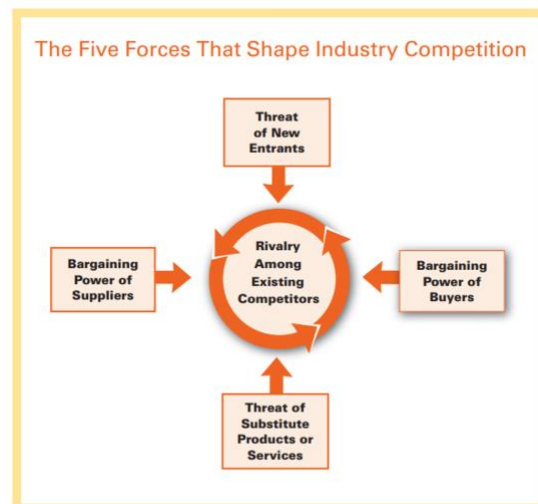 The Five Forces That Shape Industry Competition
Threat
of New
Entrants
Bargaining
Power of
Suppliers
Rivalry
Among
Existing
Competitors
Bargaining
Power of
Buyers
Threat of
Substitute
Products or
Services